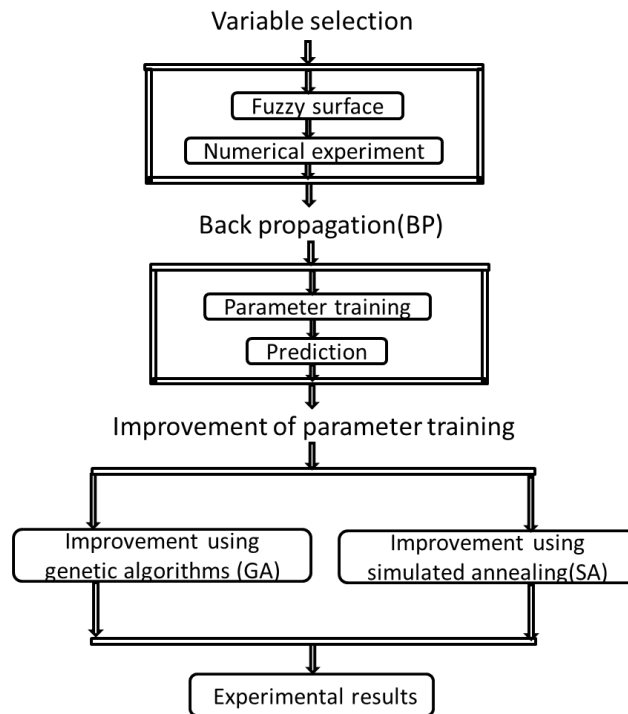 Variable selection
Fuzzy surface
Numerical experiment
Back propagation(BP)
Parameter training
Prediction
Improvement of parameter training
Improvement using
genetic algorithms (GA)
Improvement using
simulated annealing(SA)
Experimental results